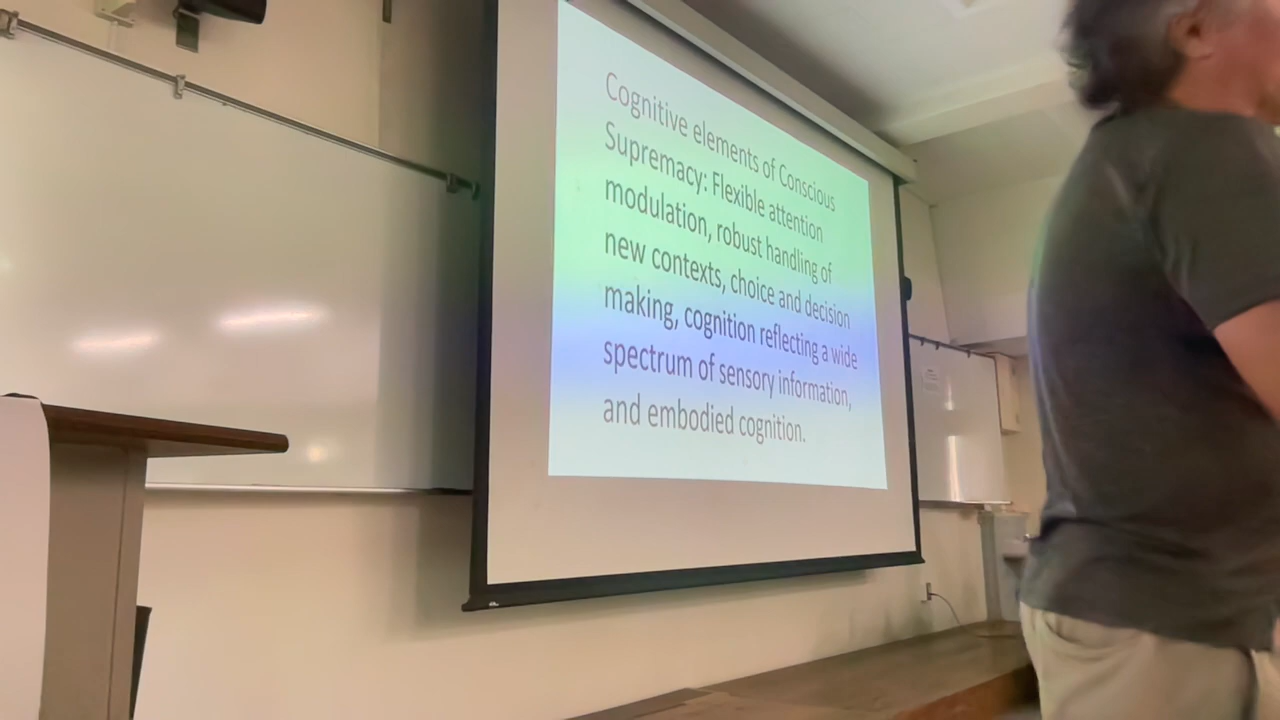 Cognitive elements of Conscious
Supremacy: Flexible attention
modulation, robust handling of
new contexts, choice and decision
making, cognition reflecting a wide
spectrum of sensory information,
and embodied cognition.